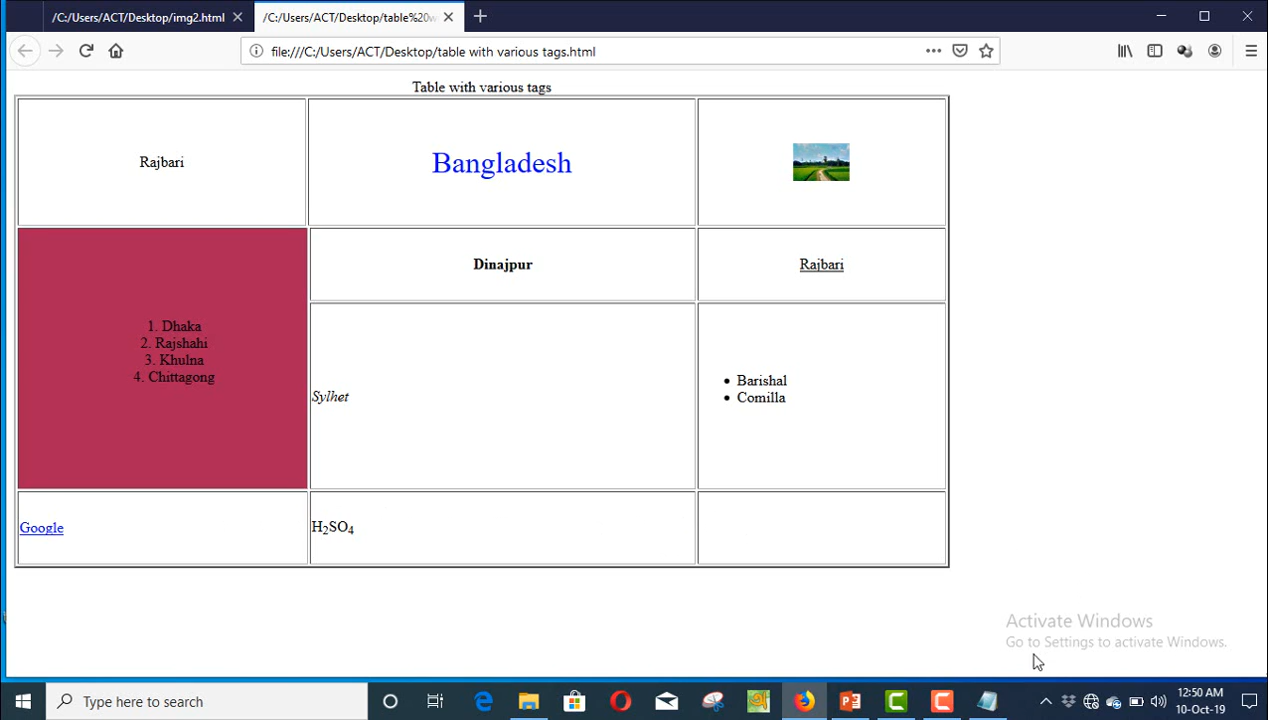 /C:/Users/ACT/Desktop/img2.html
/C:/Users/ACT/Desktop/table%20w
file:///C:/Users/ACT/Desktop/table with various tags.html
Table with various tags
Rajbari
Bangladesh
Dinajpur
Rajbari
1. Dhaka
2. Rajshahi
3. Khulna
4. Chittagong
Sylhet
• Barishal
• Comilla
Google
H₂SO₄
Activate Windows
Go to Settings to activate Windows.
Type here to search
12:50 AM
10-Oct-19